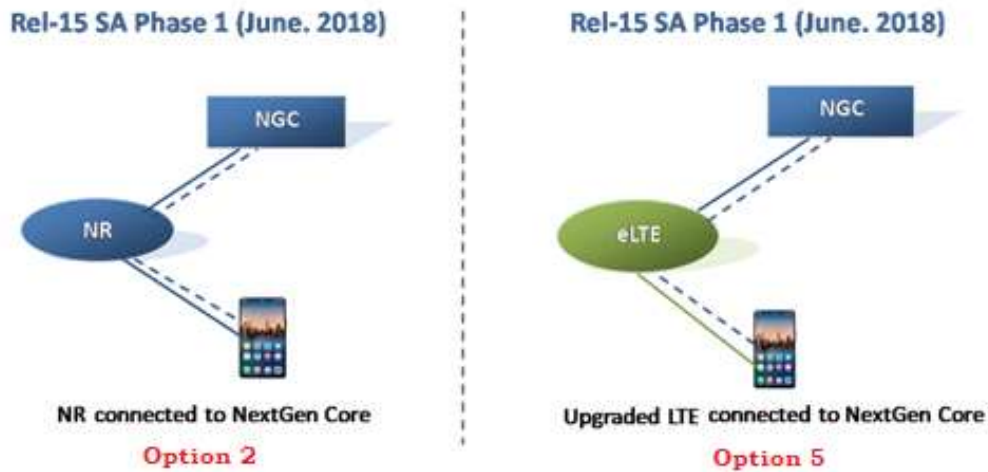 Rel-15 SA Phase 1 (June. 2018)
NGC
NR
NR connected to NextGen Core
Option 2
Rel-15 SA Phase 1 (June. 2018)
NGC
eLTE
Upgraded LTE connected to NextGen Core
Option 5